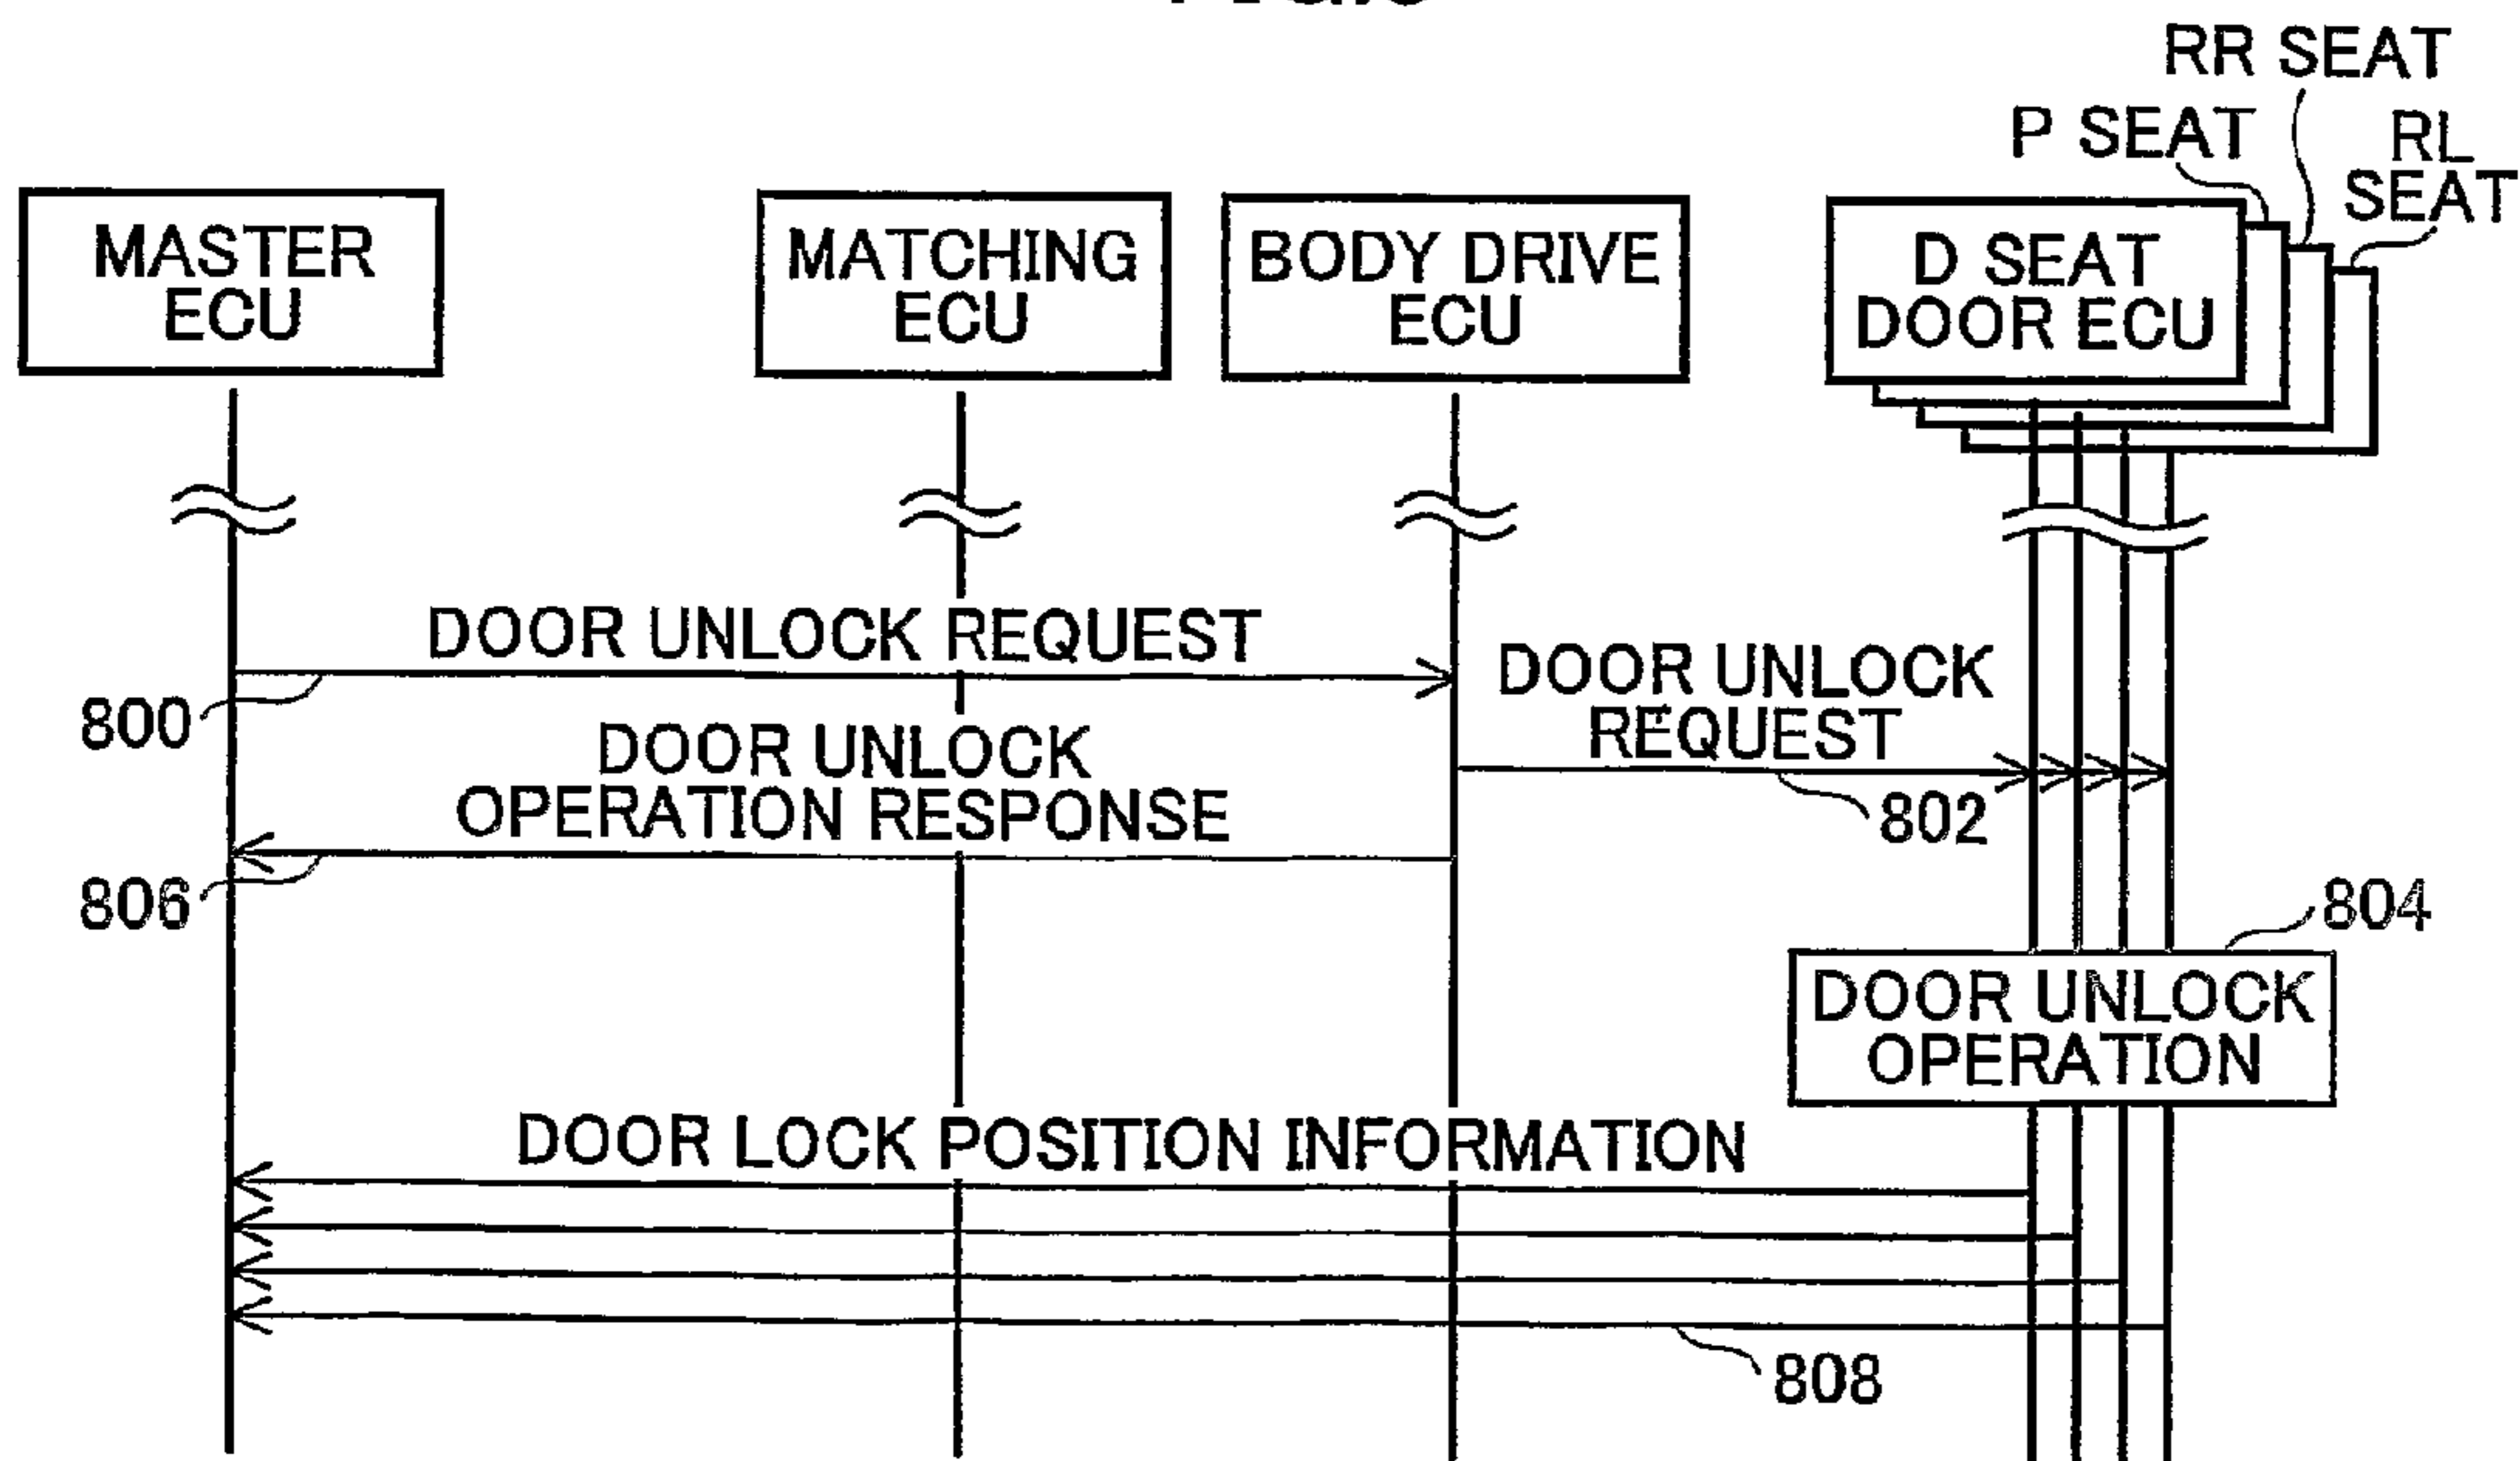 RR SEAT
P SEAT
RL
SEAT
MASTER
ECU
MATCHING
ECU
BODY DRIVE
ECU
D SEAT
DOOR ECU
DOOR UNLOCK REQUEST
800
DOOR UNLOCK
REQUEST
802
DOOR UNLOCK
OPERATION RESPONSE
806
804
DOOR UNLOCK
OPERATION
DOOR LOCK POSITION INFORMATION
808